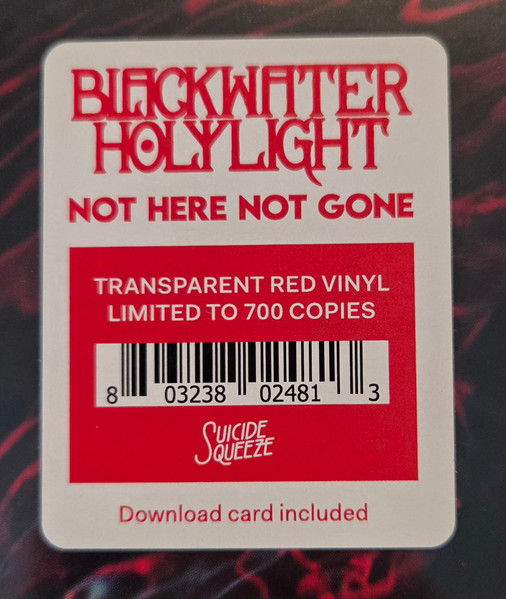 BLACKWATER
HOLYLIGHT
NOT HERE NOT GONE
TRANSPARENT RED VINYL
LIMITED TO 700 COPIES
8 03238 02481 3
SUICIDE
SQUEEZE
Download card included